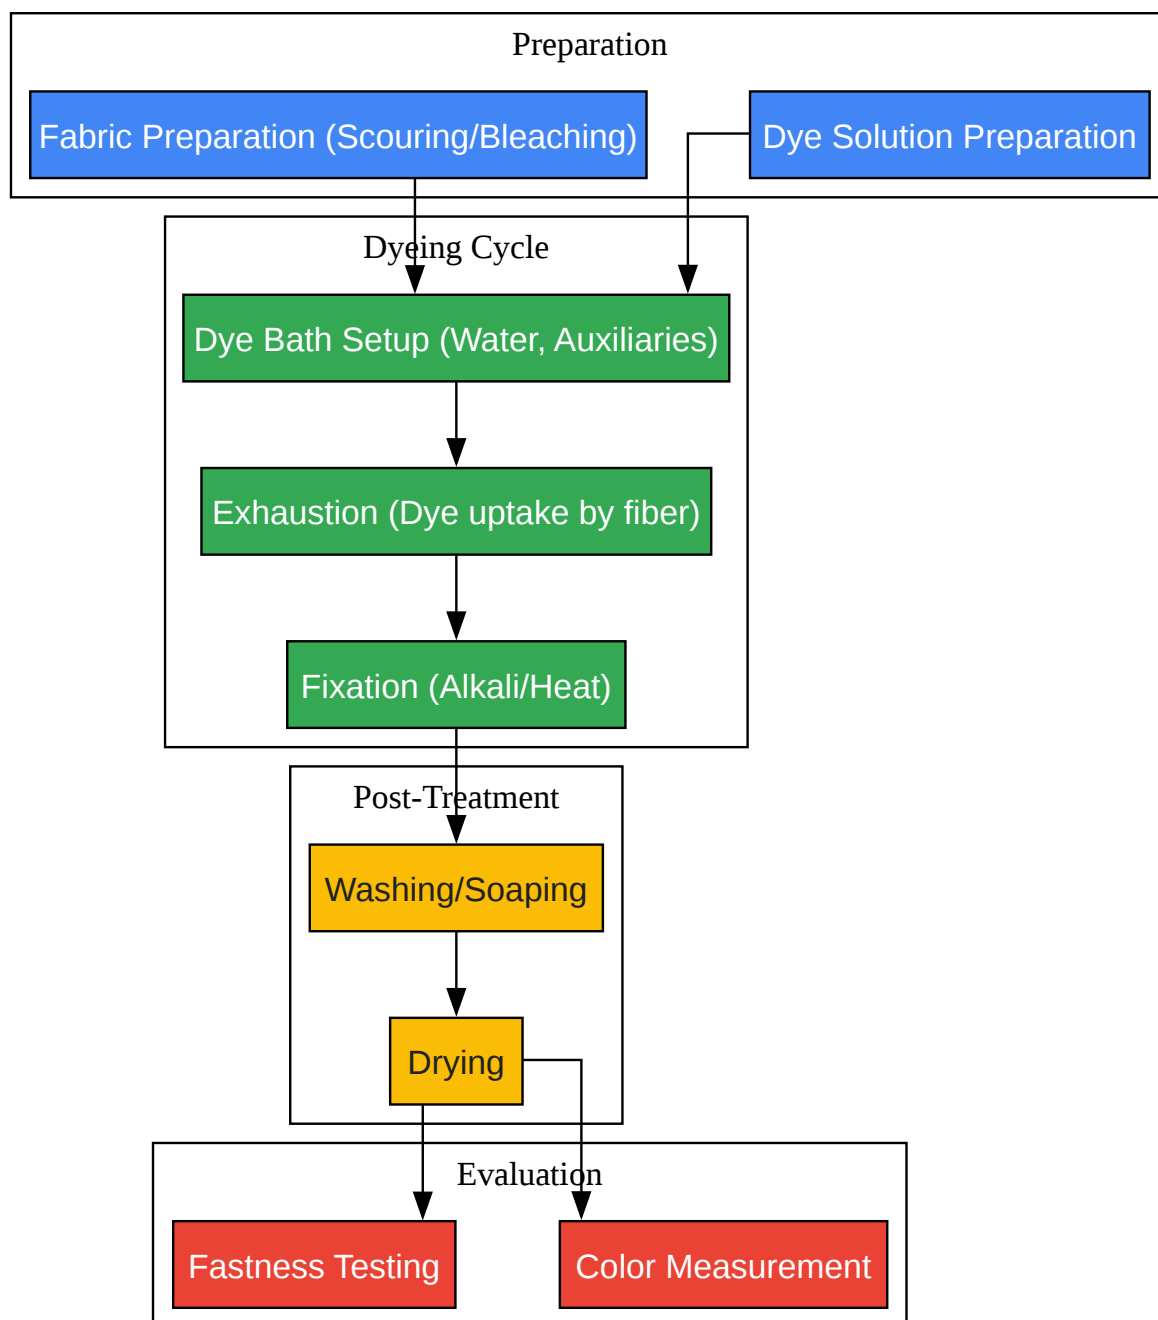 Preparation
Fabric Preparation (Scouring/Bleaching)
Dye Solution Preparation
Dyeing Cycle
Dye Bath Setup (Water, Auxiliaries)
Exhaustion (Dye uptake by fiber)
Fixation (Alkali/Heat)
Post-Treatment
Washing/Soaping
Drying
Evaluation
Fastness Testing
Color Measurement